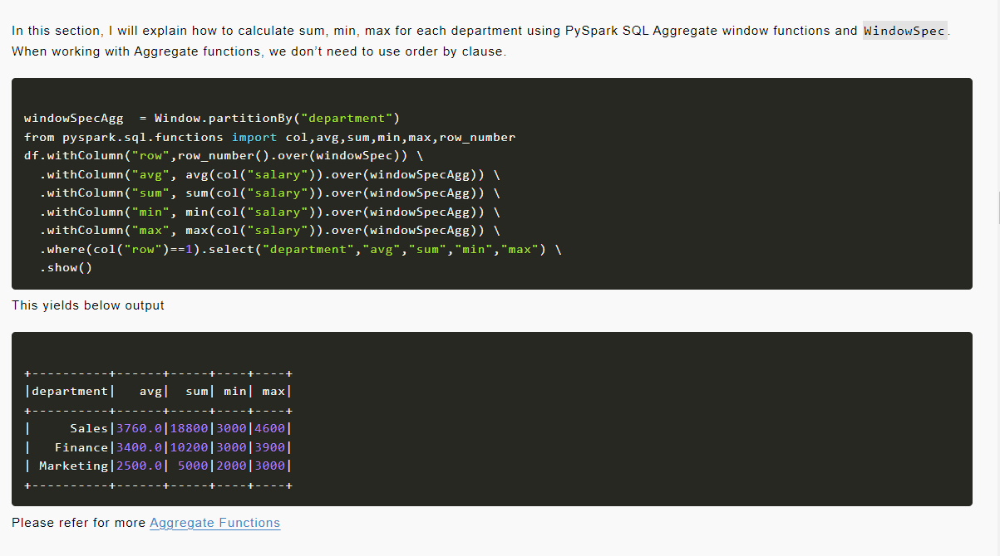 In this section, I will explain how to calculate sum, min, max for each department using PySpark SQL Aggregate window functions and WindowSpec.
When working with Aggregate functions, we don’t need to use order by clause.
windowSpecAgg  = Window.partitionBy("department")
from pyspark.sql.functions import col,avg,sum,min,max,row_number
df.withColumn("row",row_number().over(windowSpec)) \
  .withColumn("avg", avg(col("salary")).over(windowSpecAgg)) \
  .withColumn("sum", sum(col("salary")).over(windowSpecAgg)) \
  .withColumn("min", min(col("salary")).over(windowSpecAgg)) \
  .withColumn("max", max(col("salary")).over(windowSpecAgg)) \
  .where(col("row")==1).select("department","avg","sum","min","max") \
  .show()
This yields below output
+----------+------+-----+----+----+
|department|   avg|  sum| min| max|
+----------+------+-----+----+----+
|     Sales|3760.0|18800|3000|4600|
|   Finance|3400.0|10200|3000|3900|
| Marketing|2500.0| 5000|2000|3000|
+----------+------+-----+----+----+
Please refer for more Aggregate Functions